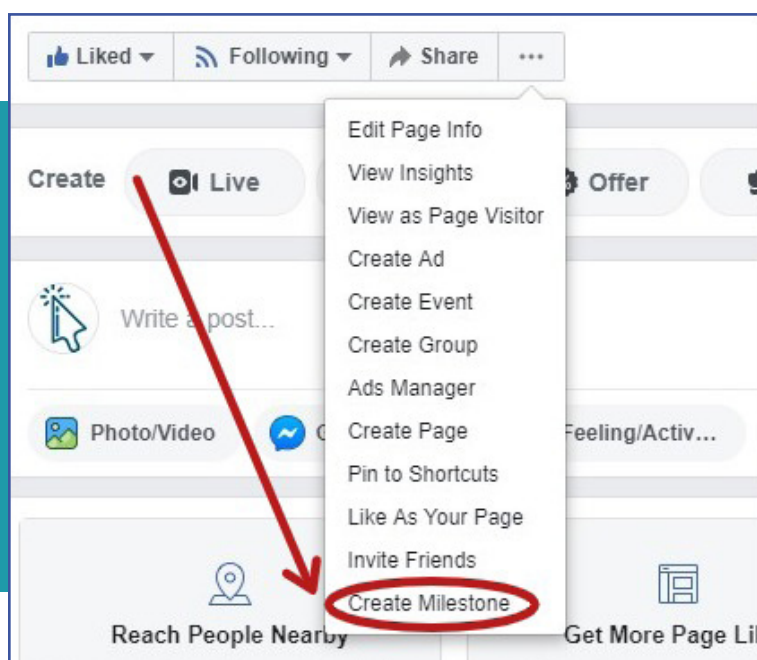 Liked Following Share ...
Edit Page Info
Create Live Offer
View Insights
View as Page Visitor
Create Ad
Create Event
Write a post...
Create Group
Ads Manager
Photo/Video Create Page Feeling/Activ...
Pin to Shortcuts
Like As Your Page
Invite Friends
Create Milestone
Reach People Nearby Get More Page